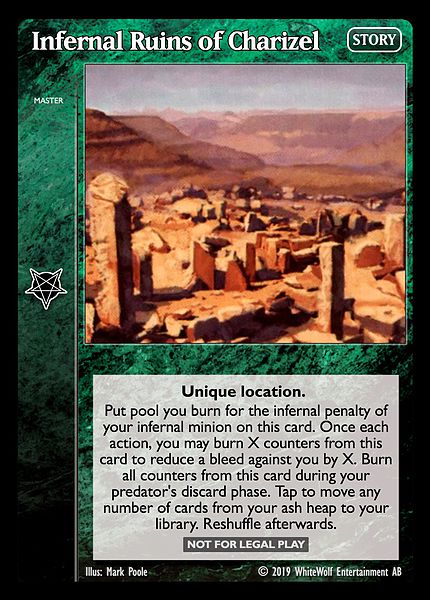 Infernal Ruins of Charizel
STORY
MASTER
Unique location.
Put pool you burn for the infernal penalty of
your infernal minion on this card. Once each
action, you may burn X counters from this
card to reduce a bleed against you by X. Burn
all counters from this card during your
predator's discard phase. Tap to move any
number of cards from your ash heap to your
library. Reshuffle afterwards.
NOT FOR LEGAL PLAY
Illus: Mark Poole
© 2019 WhiteWolf Entertainment AB